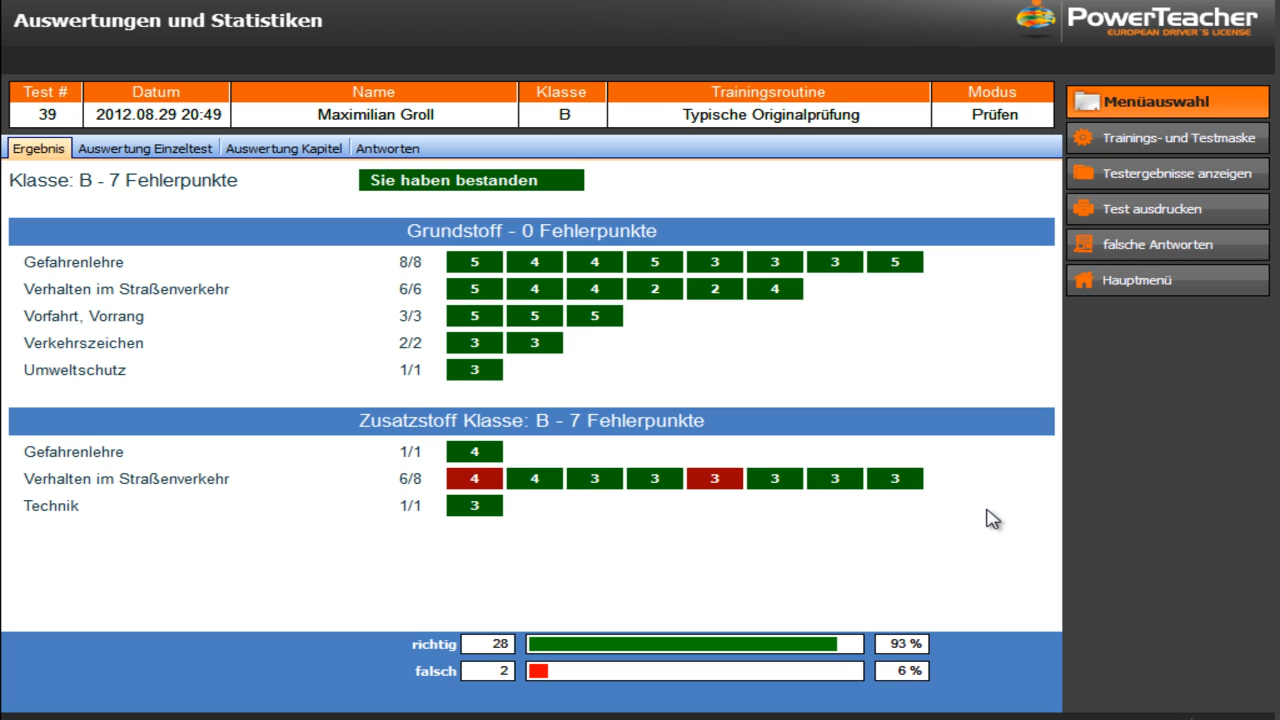 Auswertungen und Statistiken
PowerTeacher
EUROPEAN DRIVER'S LICENSE
Test # Datum Name Klasse Trainingsroutine Modus
39 2012.08.29 20:49 Maximilian Groll B Typische Originalprüfung Prüfen
Menüauswahl
Trainings- und Testmaske
Testergebnisse anzeigen
Test ausdrucken
falsche Antworten
Hauptmenü
Ergebnis Auswertung Einzeltest Auswertung Kapitel Antworten
Klasse: B - 7 Fehlerpunkte Sie haben bestanden
Grundstoff - 0 Fehlerpunkte
Gefahrenlehre 8/8 5 4 4 5 3 3 3 5
Verhalten im Straßenverkehr 6/6 5 4 4 2 2 4
Vorfahrt, Vorrang 3/3 5 5 5
Verkehrszeichen 2/2 3 3
Umweltschutz 1/1 3
Zusatzstoff Klasse: B - 7 Fehlerpunkte
Gefahrenlehre 1/1 4
Verhalten im Straßenverkehr 6/8 4 4 3 3 3 3 3 3
Technik 1/1 3
richtig 28 93 %
falsch 2 6 %